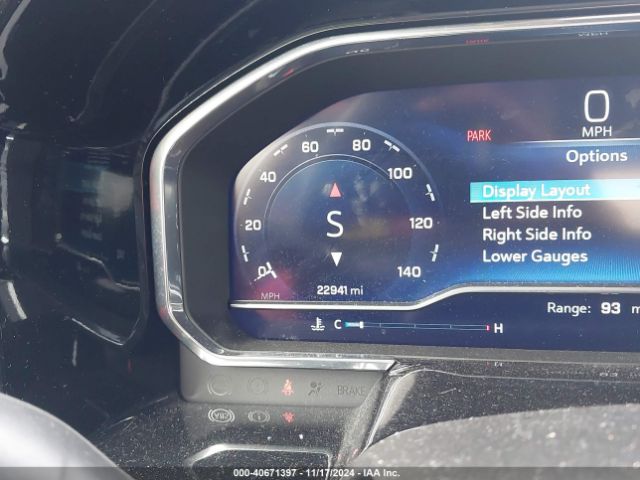 0
MPH
PARK
Options
Display Layout
Left Side Info
Right Side Info
Lower Gauges
60 80
40 100
20 120
0 140
S
MPH
22941 mi
Range: 93 m
C H
BRAKE
000-40671397 - 11/17/2024 - IAA Inc.